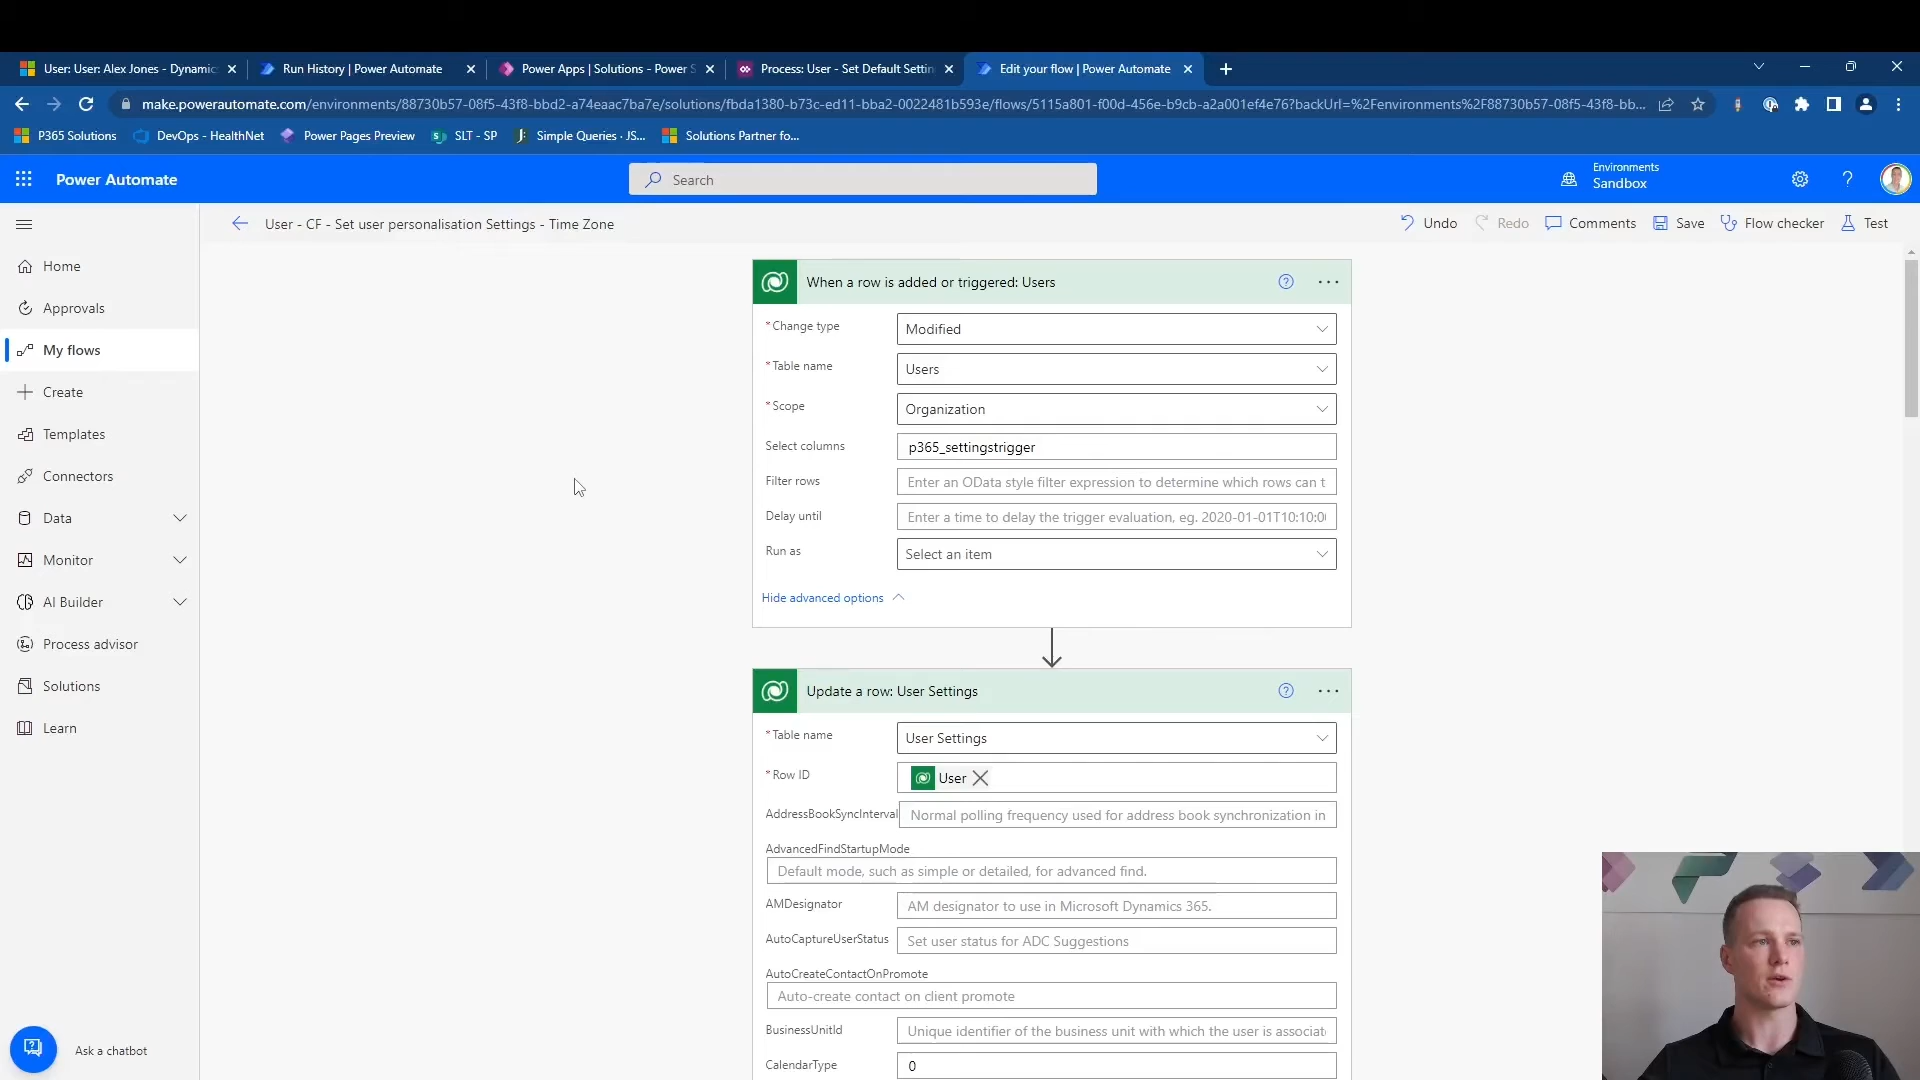 User: User: Alex Jones - Dynamic
Run History | Power Automate
Power Apps | Solutions - Power S
Process: User - Set Default Settin
Edit your flow | Power Automate
make.powerautomate.com/environments/88730b57-08f5-43f8-bbd2-a74eaac7ba7e/solutions/fbda1380-b73c-ed11-bba2-0022481b593e/flows/5115a801-f00d-456e-b9cb-a2a001ef4e76?backUrl=%2Fenvironments%2F88730b57-08f5-43f8-bb...
P365 Solutions
DevOps - HealthNet
Power Pages Preview
SLT - SP
Simple Queries · JS...
Solutions Partner fo...
Power Automate
Search
Environments
Sandbox
User - CF - Set user personalisation Settings - Time Zone
Undo
Redo
Comments
Save
Flow checker
Test
Home
Approvals
My flows
Create
Templates
Connectors
Data
Monitor
AI Builder
Process advisor
Solutions
Learn
Ask a chatbot
When a row is added or triggered: Users
* Change type
Modified
* Table name
Users
* Scope
Organization
Select columns
p365_settingstrigger
Filter rows
Enter an OData style filter expression to determine which rows can t
Delay until
Enter a time to delay the trigger evaluation, eg. 2020-01-01T10:10:0
Run as
Select an item
Hide advanced options
Update a row: User Settings
* Table name
User Settings
* Row ID
User
AddressBookSyncInterval
Normal polling frequency used for address book synchronization in
AdvancedFindStartupMode
Default mode, such as simple or detailed, for advanced find.
AMDesignator
AM designator to use in Microsoft Dynamics 365.
AutoCaptureUserStatus
Set user status for ADC Suggestions
AutoCreateContactOnPromote
Auto-create contact on client promote
BusinessUnitId
Unique identifier of the business unit with which the user is associat
CalendarType
0